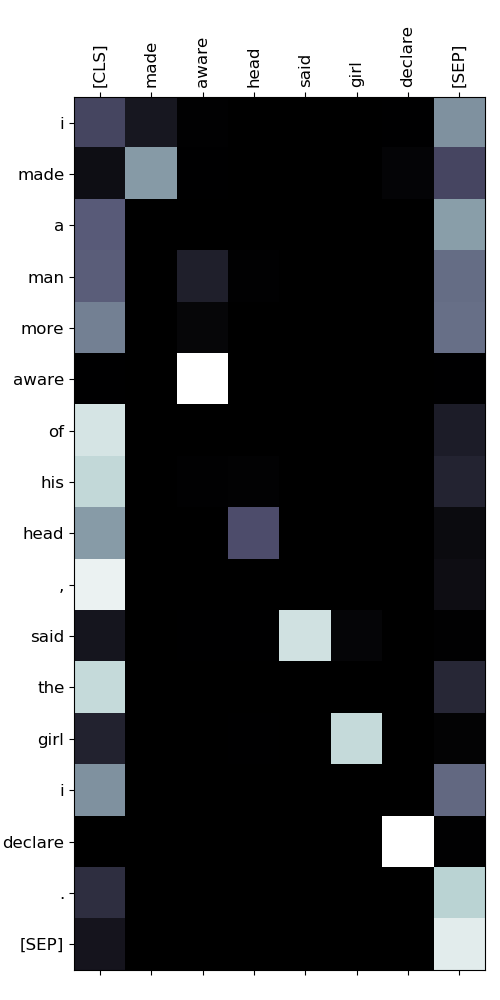 [CLS] made aware head said girl declare [SEP]
i
made
a
man
more
aware
of
his
head
,
said
the
girl
i
declare
.
[SEP]